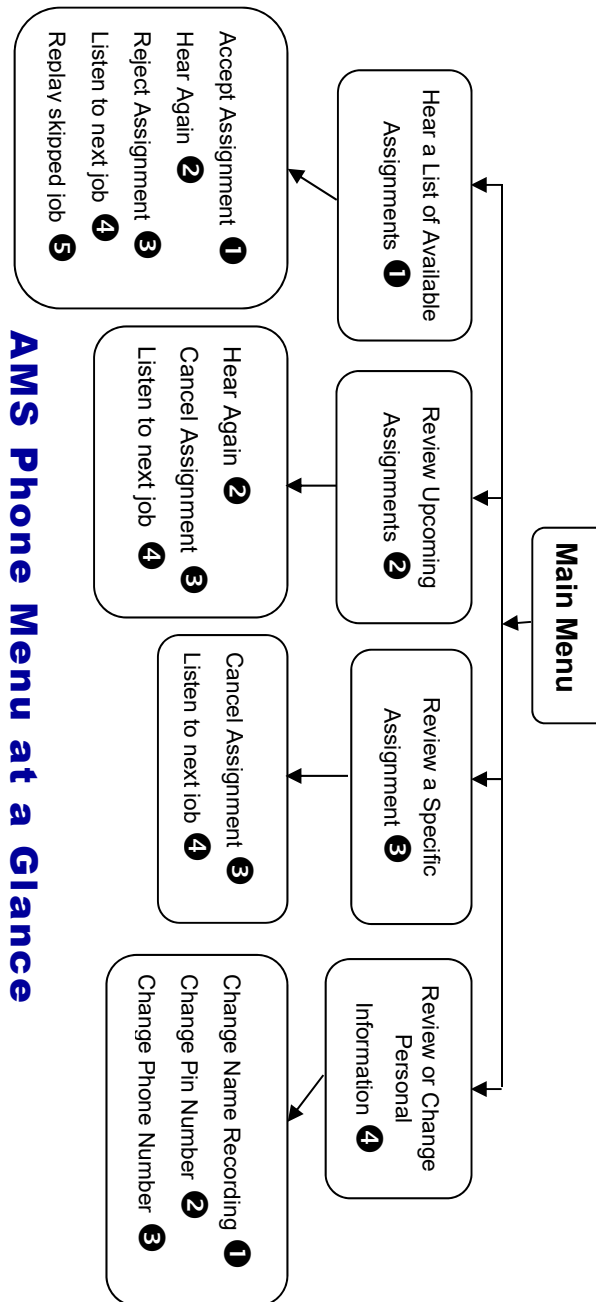 Main Menu
Hear a List of Available
Assignments ❶
Review Upcoming
Assignments ❷
Review a Specific
Assignment ❸
Review or Change
Personal
Information ❹
Accept Assignment ❶
Hear Again ❷
Reject Assignment ❸
Listen to next job ❹
Replay skipped job ❺
Hear Again ❷
Cancel Assignment ❸
Listen to next job ❹
Cancel Assignment ❸
Listen to next job ❹
Change Name Recording ❶
Change Pin Number ❷
Change Phone Number ❸
AMS Phone Menu at a Glance